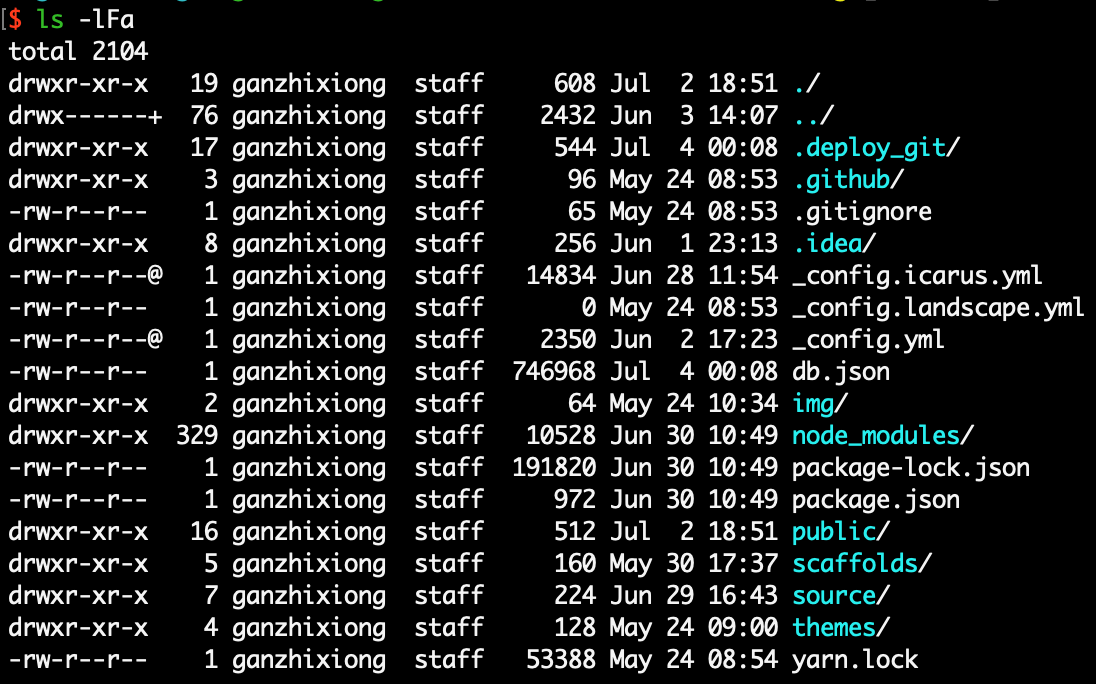 [$ ls -lFa
total 2104
drwxr-xr-x   19 ganzhixiong  staff     608 Jul  2 18:51 ./
drwx------+  76 ganzhixiong  staff    2432 Jun  3 14:07 ../
drwxr-xr-x   17 ganzhixiong  staff     544 Jul  4 00:08 .deploy_git/
drwxr-xr-x    3 ganzhixiong  staff      96 May 24 08:53 .github/
-rw-r--r--    1 ganzhixiong  staff      65 May 24 08:53 .gitignore
drwxr-xr-x    8 ganzhixiong  staff     256 Jun  1 23:13 .idea/
-rw-r--r--@   1 ganzhixiong  staff   14834 Jun 28 11:54 _config.icarus.yml
-rw-r--r--    1 ganzhixiong  staff       0 May 24 08:53 _config.landscape.yml
-rw-r--r--@   1 ganzhixiong  staff    2350 Jun  2 17:23 _config.yml
-rw-r--r--    1 ganzhixiong  staff  746968 Jul  4 00:08 db.json
drwxr-xr-x    2 ganzhixiong  staff      64 May 24 10:34 img/
drwxr-xr-x  329 ganzhixiong  staff   10528 Jun 30 10:49 node_modules/
-rw-r--r--    1 ganzhixiong  staff  191820 Jun 30 10:49 package-lock.json
-rw-r--r--    1 ganzhixiong  staff     972 Jun 30 10:49 package.json
drwxr-xr-x   16 ganzhixiong  staff     512 Jul  2 18:51 public/
drwxr-xr-x    5 ganzhixiong  staff     160 May 30 17:37 scaffolds/
drwxr-xr-x    7 ganzhixiong  staff     224 Jun 29 16:43 source/
drwxr-xr-x    4 ganzhixiong  staff     128 May 24 09:00 themes/
-rw-r--r--    1 ganzhixiong  staff   53388 May 24 08:54 yarn.lock